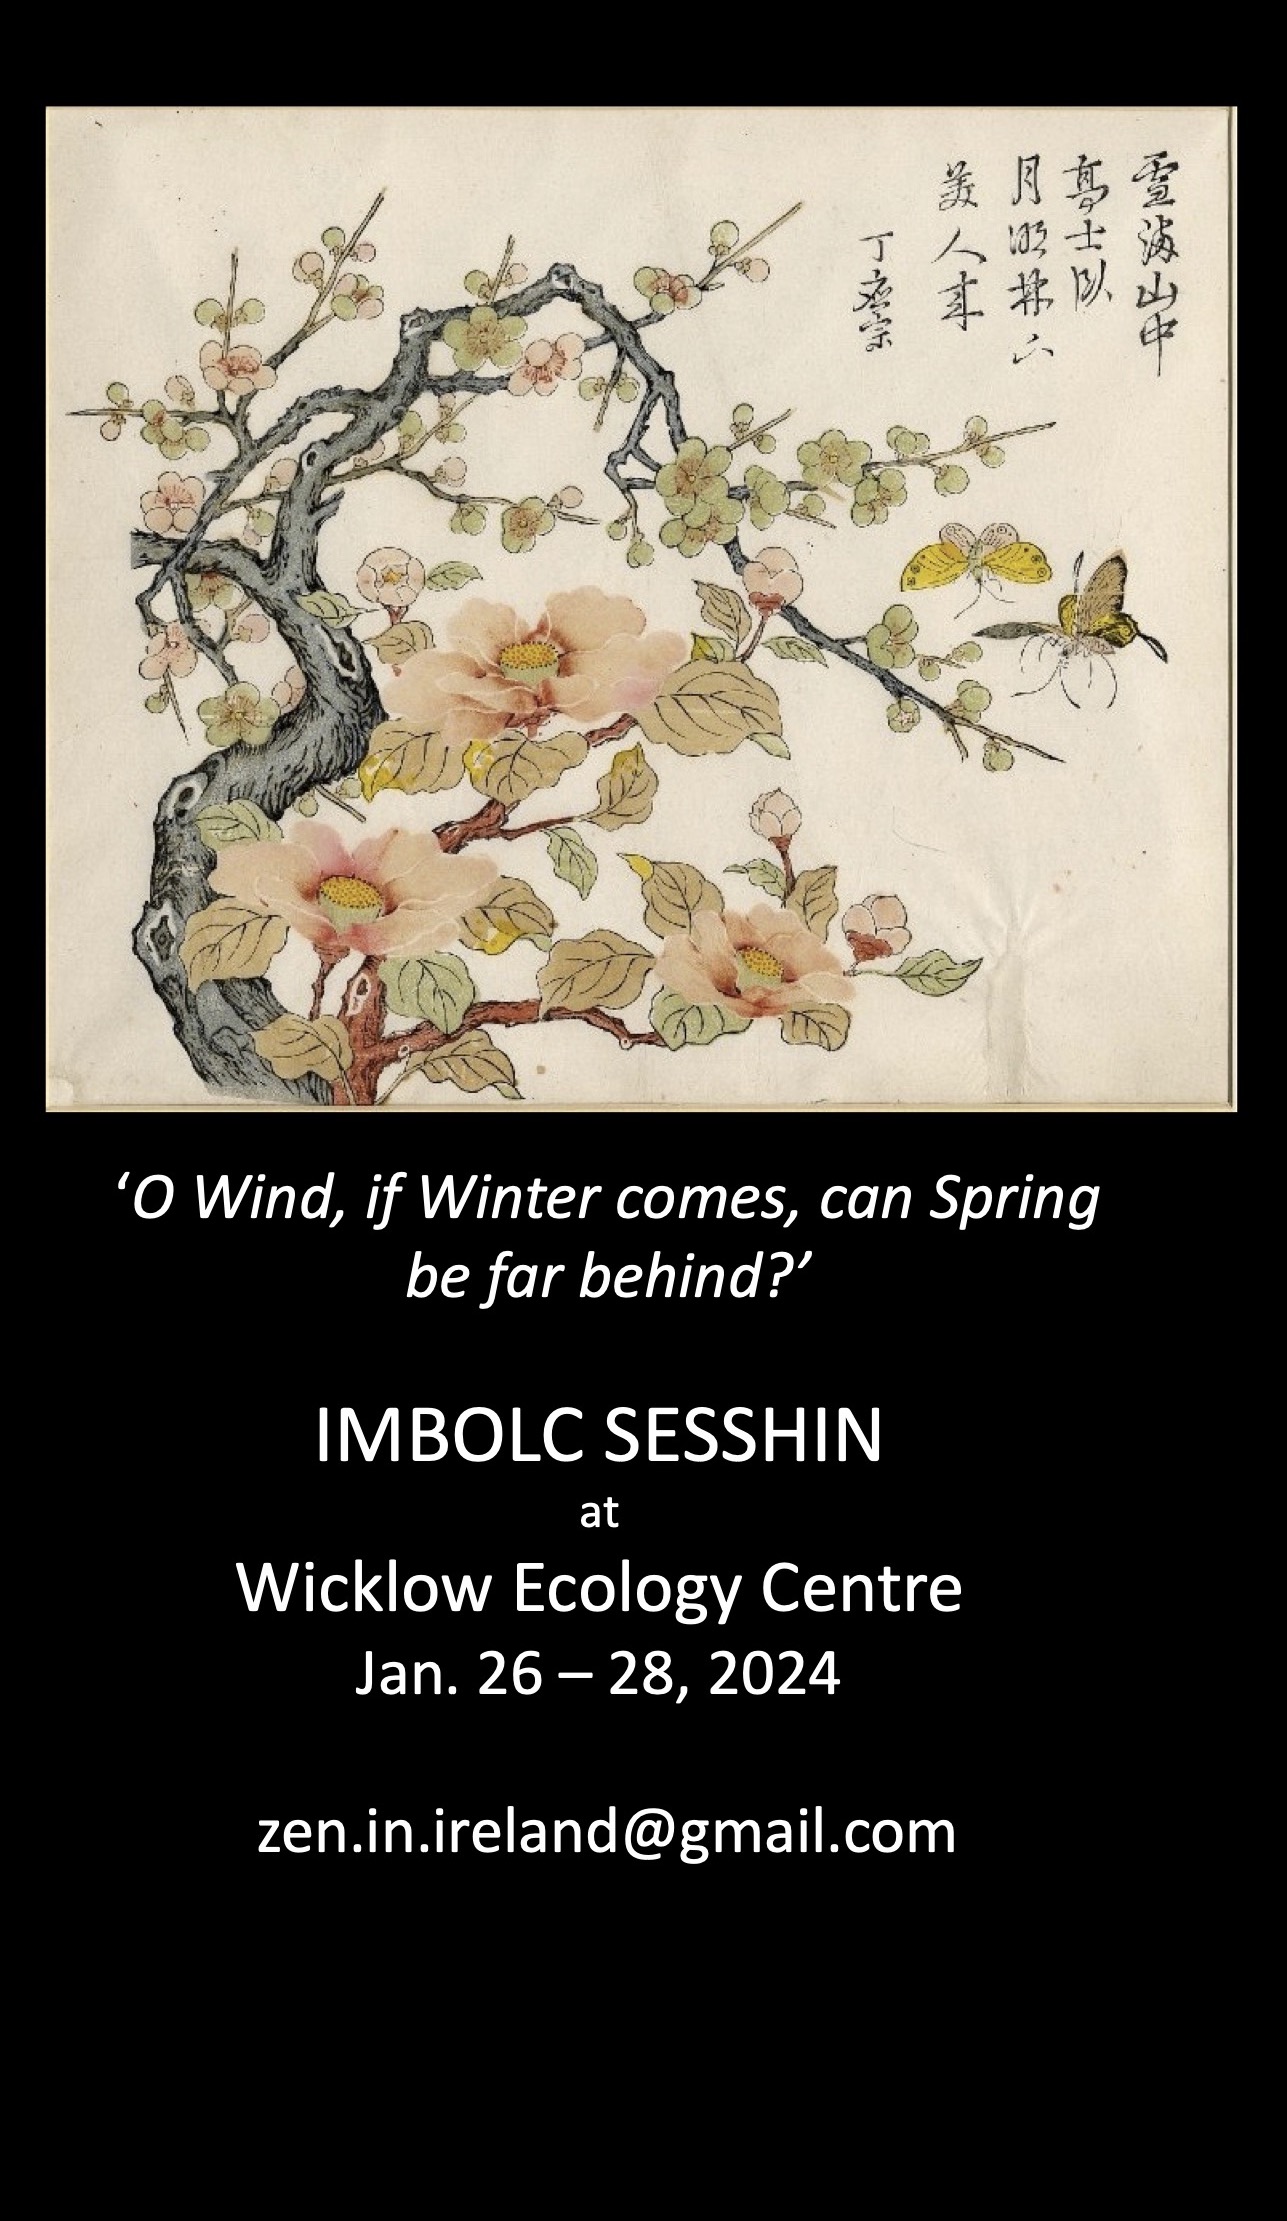 雪滿山中
高士臥
月明林下
美人来
丁應宗
‘O Wind, if Winter comes, can Spring
be far behind?’
IMBOLC SESSHIN
at
Wicklow Ecology Centre
Jan. 26 – 28, 2024
zen.in.ireland@gmail.com